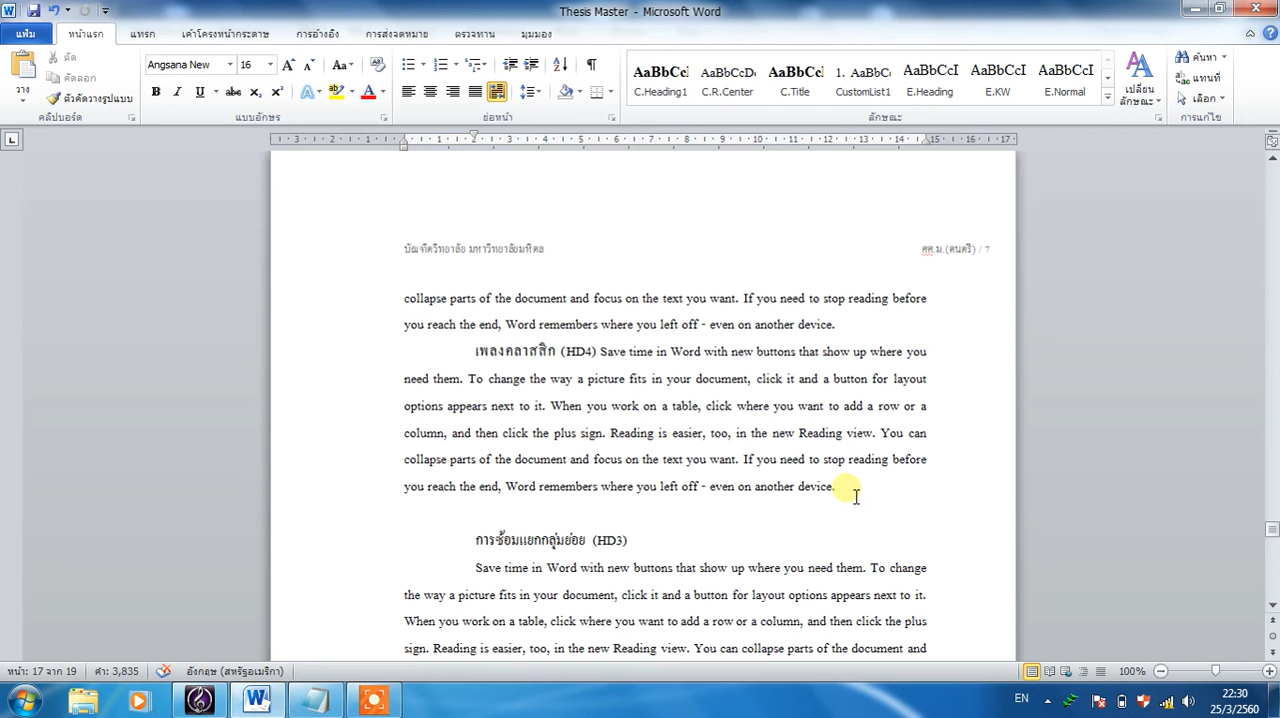 Thesis Master - Microsoft Word
แฟ้ม หน้าแรก แทรก เค้าโครงหน้ากระดาษ การอ้างอิง การส่งจดหมาย ตรวจทาน มุมมอง
วาง
ตัด
คัดลอก
ตัวคัดวางรูปแบบ
คลิปบอร์ด
Angsana New 16
แบบอักษร
ย่อหน้า
AaBbCcI AaBbCcD AaBbCcI 1. AaBbC AaBbCcI AaBbCcI AaBbCcI
C.Heading1 C.R.Center C.Title CustomList1 E.Heading E.KW E.Normal
ลักษณะ
เปลี่ยน
ลักษณะ
ค้นหา
แทนที่
เลือก
การแก้ไข
บัณฑิตวิทยาลัย มหาวิทยาลัยมหิดล ศศ.ม.(ดนตรี) / 7
collapse parts of the document and focus on the text you want. If you need to stop reading before
you reach the end, Word remembers where you left off - even on another device.
เพลงคลาสสิก (HD4) Save time in Word with new buttons that show up where you
need them. To change the way a picture fits in your document, click it and a button for layout
options appears next to it. When you work on a table, click where you want to add a row or a
column, and then click the plus sign. Reading is easier, too, in the new Reading view. You can
collapse parts of the document and focus on the text you want. If you need to stop reading before
you reach the end, Word remembers where you left off - even on another device.
การซ้อมแยกกลุ่มย่อย (HD3)
Save time in Word with new buttons that show up where you need them. To change
the way a picture fits in your document, click it and a button for layout options appears next to it.
When you work on a table, click where you want to add a row or a column, and then click the plus
sign. Reading is easier, too, in the new Reading view. You can collapse parts of the document and
หน้า: 17 จาก 19 คำ: 3,835 อังกฤษ (สหรัฐอเมริกา) 100%
EN 22:30
25/3/2560